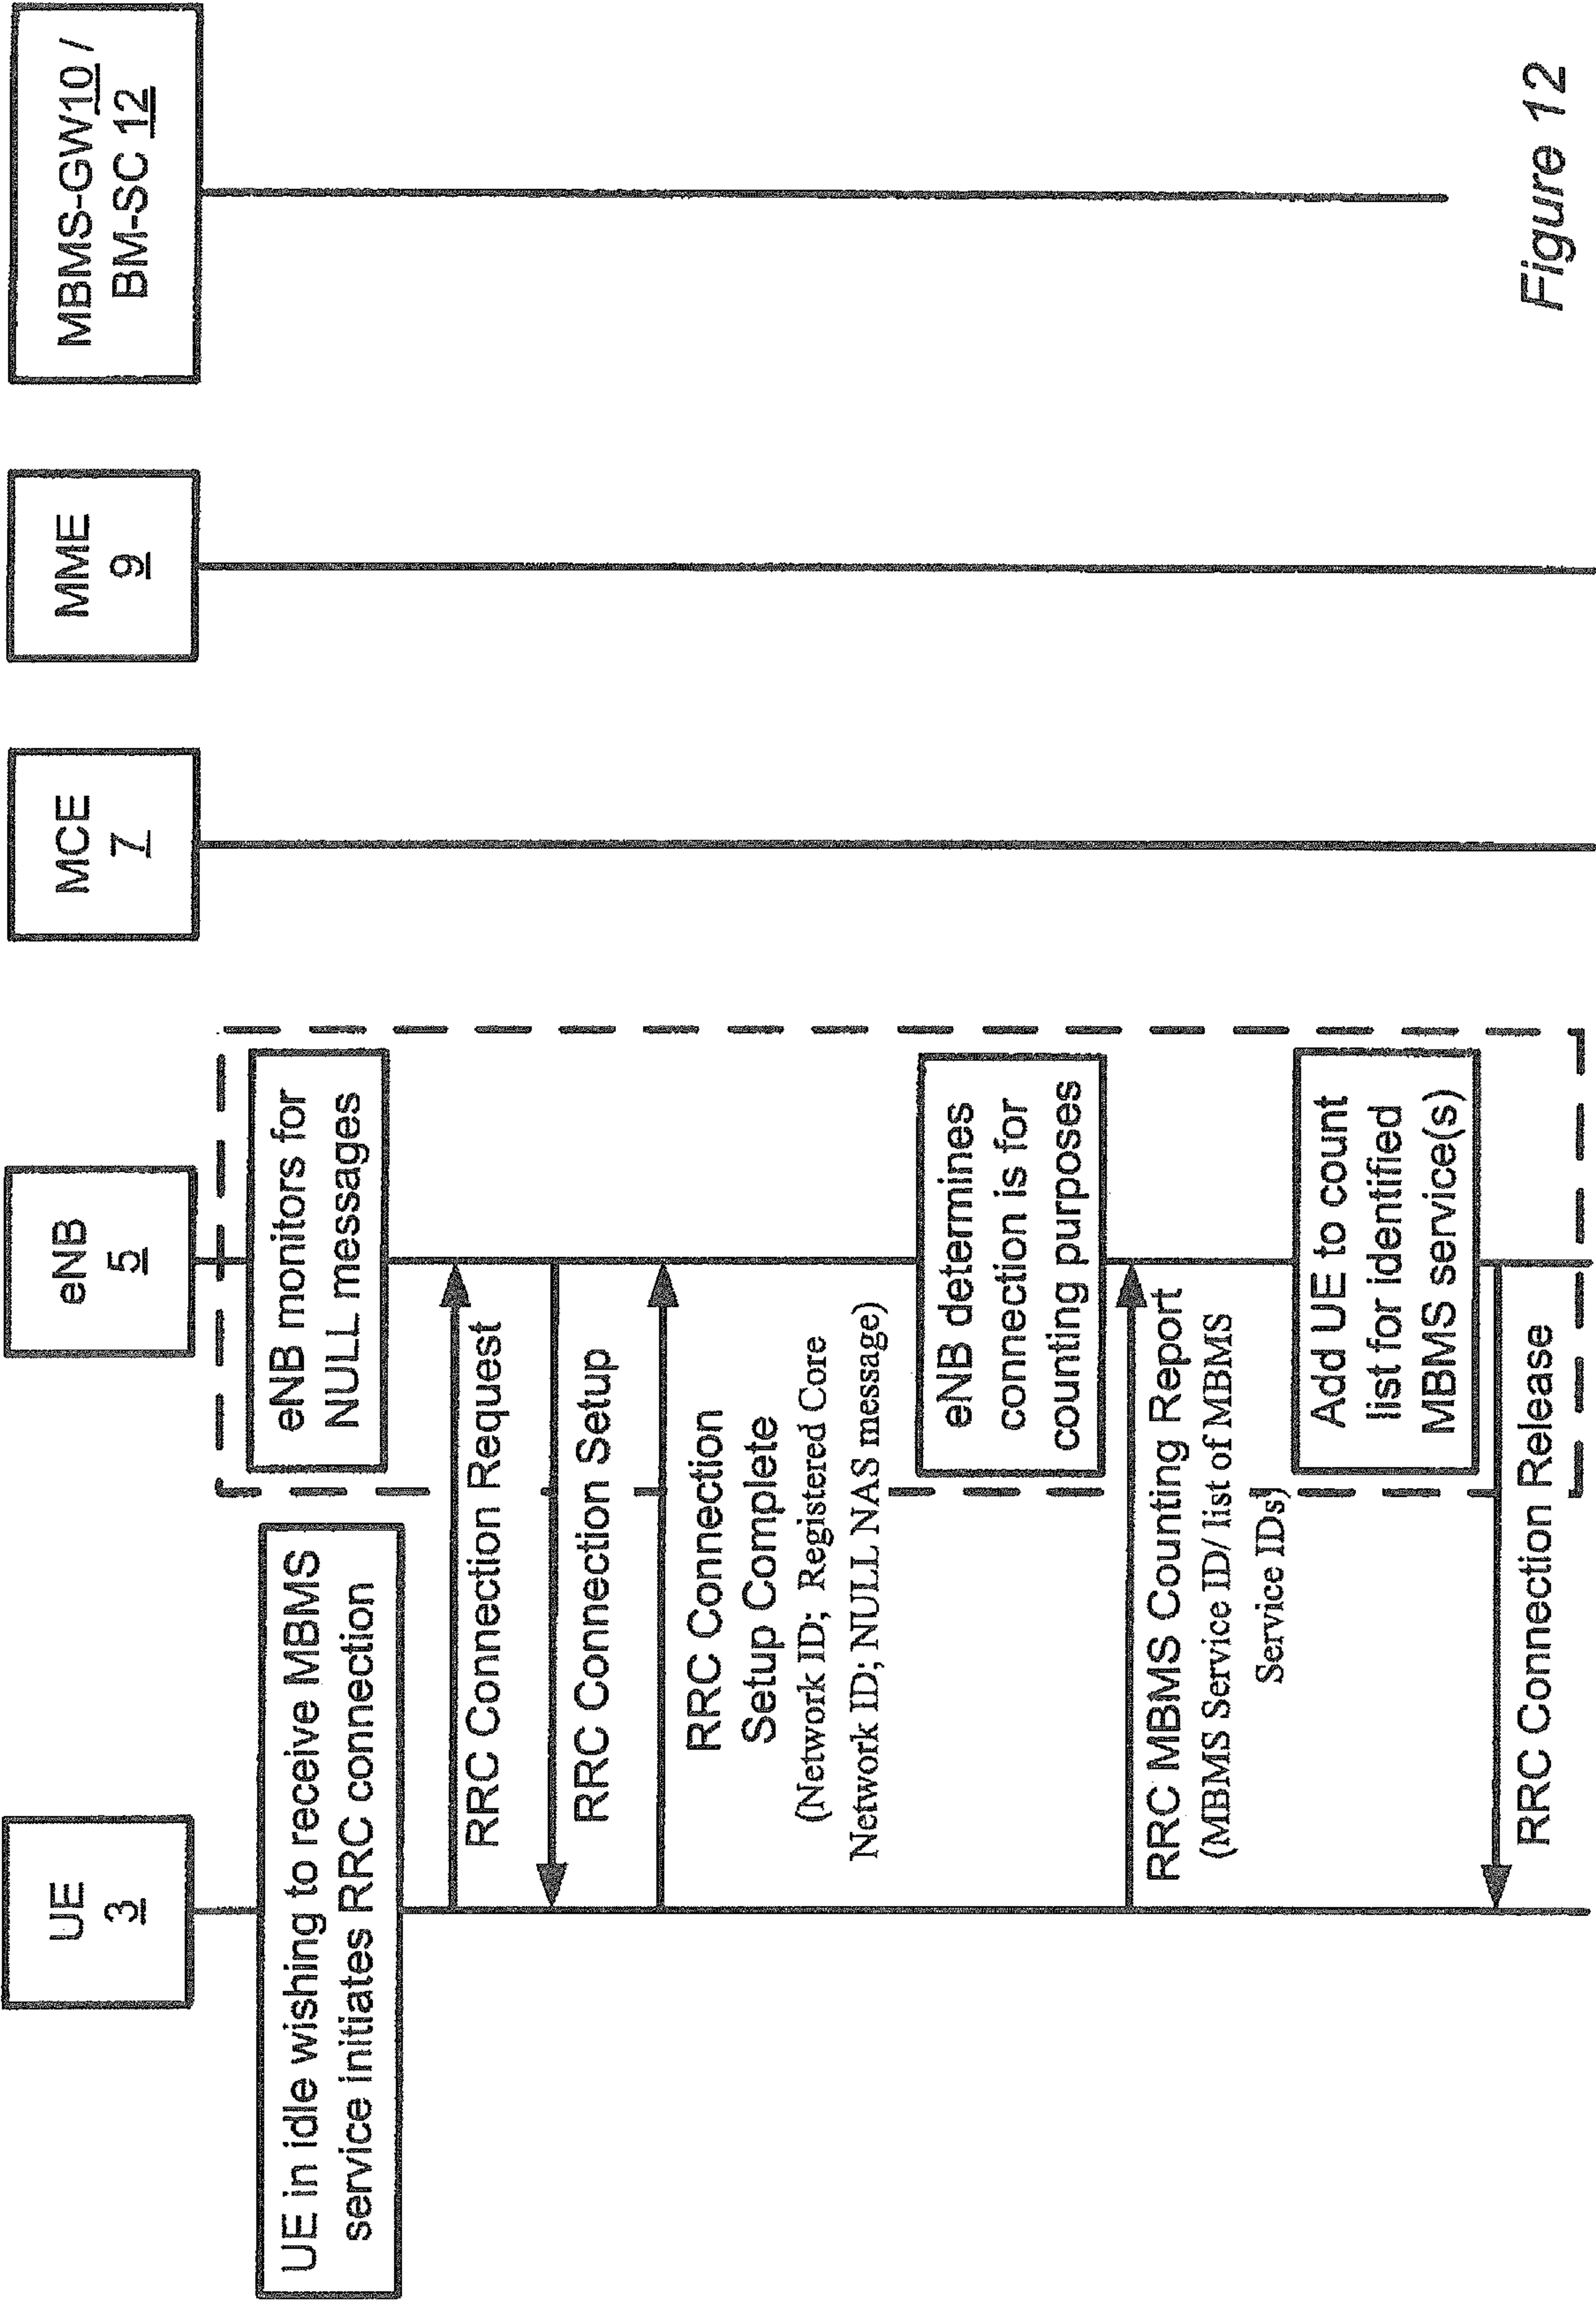 UE
3
eNB
5
MCE
7
MME
9
MBMS-GW10 /
BM-SC 12
UE in idle wishing to receive MBMS
service initiates RRC connection
eNB monitors for
NULL messages
RRC Connection Request
RRC Connection Setup
RRC Connection
Setup Complete
(Network ID; Registered Core
Network ID; NULL NAS message)
eNB determines
connection is for
counting purposes
RRC MBMS Counting Report
(MBMS Service ID/ list of MBMS
Service IDs)
Add UE to count
list for identified
MBMS service(s)
RRC Connection Release
Figure 12